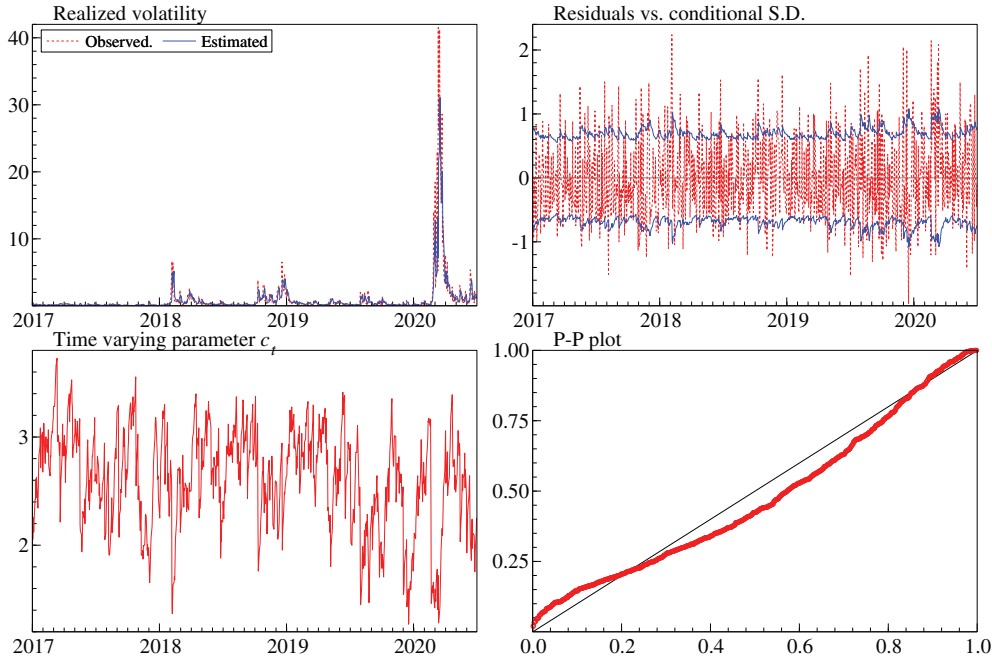 Realized volatility
Observed. Estimated
40
30
20
10
2017 2018 2019 2020
Residuals vs. conditional S.D.
2
1
0
-1
2017 2018 2019 2020
Time varying parameter c_t
3
2
2017 2018 2019 2020
P-P plot
1.00
0.75
0.50
0.25
0.0 0.2 0.4 0.6 0.8 1.0